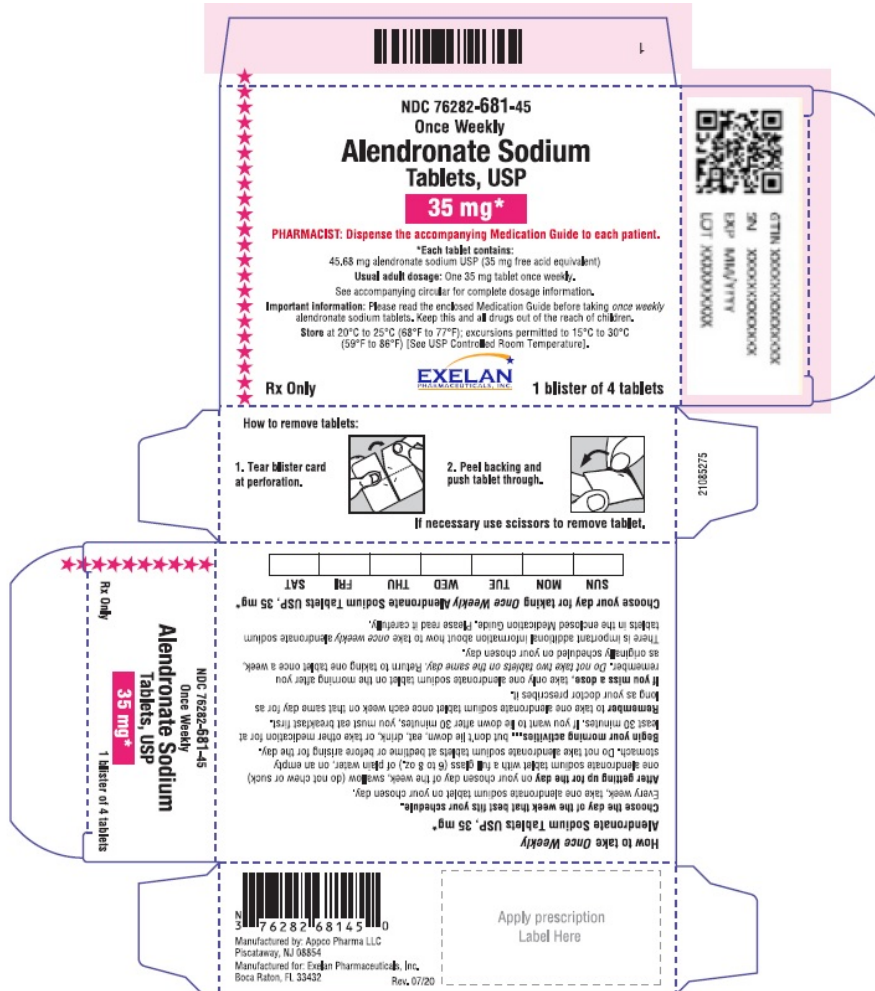 1
NDC 76282-681-45
Once Weekly
Alendronate Sodium
Tablets, USP
35 mg*
PHARMACIST: Dispense the accompanying Medication Guide to each patient.
*Each tablet contains:
45.68 mg alendronate sodium USP (35 mg free acid equivalent)
Usual adult dosage: One 35 mg tablet once weekly.
See accompanying circular for complete dosage information.
Important information: Please read the enclosed Medication Guide before taking once weekly
alendronate sodium tablets. Keep this and all drugs out of the reach of children.
Store at 20°C to 25°C (68°F to 77°F); excursions permitted to 15°C to 30°C
(59°F to 86°F) [See USP Controlled Room Temperature].
EXELAN
PHARMACEUTICALS, INC.
Rx Only
1 blister of 4 tablets
GTIN XXXXXXXXXXXXXX
SN XXXXXXXXXXXX
EXP MM/YYYY
LOT XXXXXXXXX
How to remove tablets:
1. Tear blister card
at perforation.
2. Peel backing and
push tablet through.
If necessary use scissors to remove tablet.
21085275
How to take Once Weekly
Alendronate Sodium Tablets USP, 35 mg*
Choose the day of the week that best fits your schedule.
Every week, take one alendronate sodium tablet on your chosen day.
After getting up for the day on your chosen day of the week, swallow (do not chew or suck)
one alendronate sodium tablet with a full glass (6 to 8 oz.) of plain water, on an empty
stomach. Do not take alendronate sodium tablets at bedtime or before arising for the day.
Begin your morning activities... but don't lie down, eat, drink, or take other medication for at
least 30 minutes. If you want to lie down after 30 minutes, you must eat breakfast first.
Remember to take one alendronate sodium tablet once each week on that same day for as
long as your doctor prescribes it.
If you miss a dose, take only one alendronate sodium tablet on the morning after you
remember. Do not take two tablets on the same day. Return to taking one tablet once a week,
as originally scheduled on your chosen day.
There is important additional information about how to take once weekly alendronate sodium
tablets in the enclosed Medication Guide. Please read it carefully.
Choose your day for taking Once Weekly Alendronate Sodium Tablets USP, 35 mg*
SUN MON TUE WED THU FRI SAT
NDC 76282-681-45
Once Weekly
Alendronate Sodium
Tablets, USP
35 mg*
Rx Only
1 blister of 4 tablets
N
3 76282 68145 0
Manufactured by: Appco Pharma LLC
Piscataway, NJ 08854
Manufactured for: Exelan Pharmaceuticals, Inc.
Boca Raton, FL 33432
Rev. 07/20
Apply prescription
Label Here